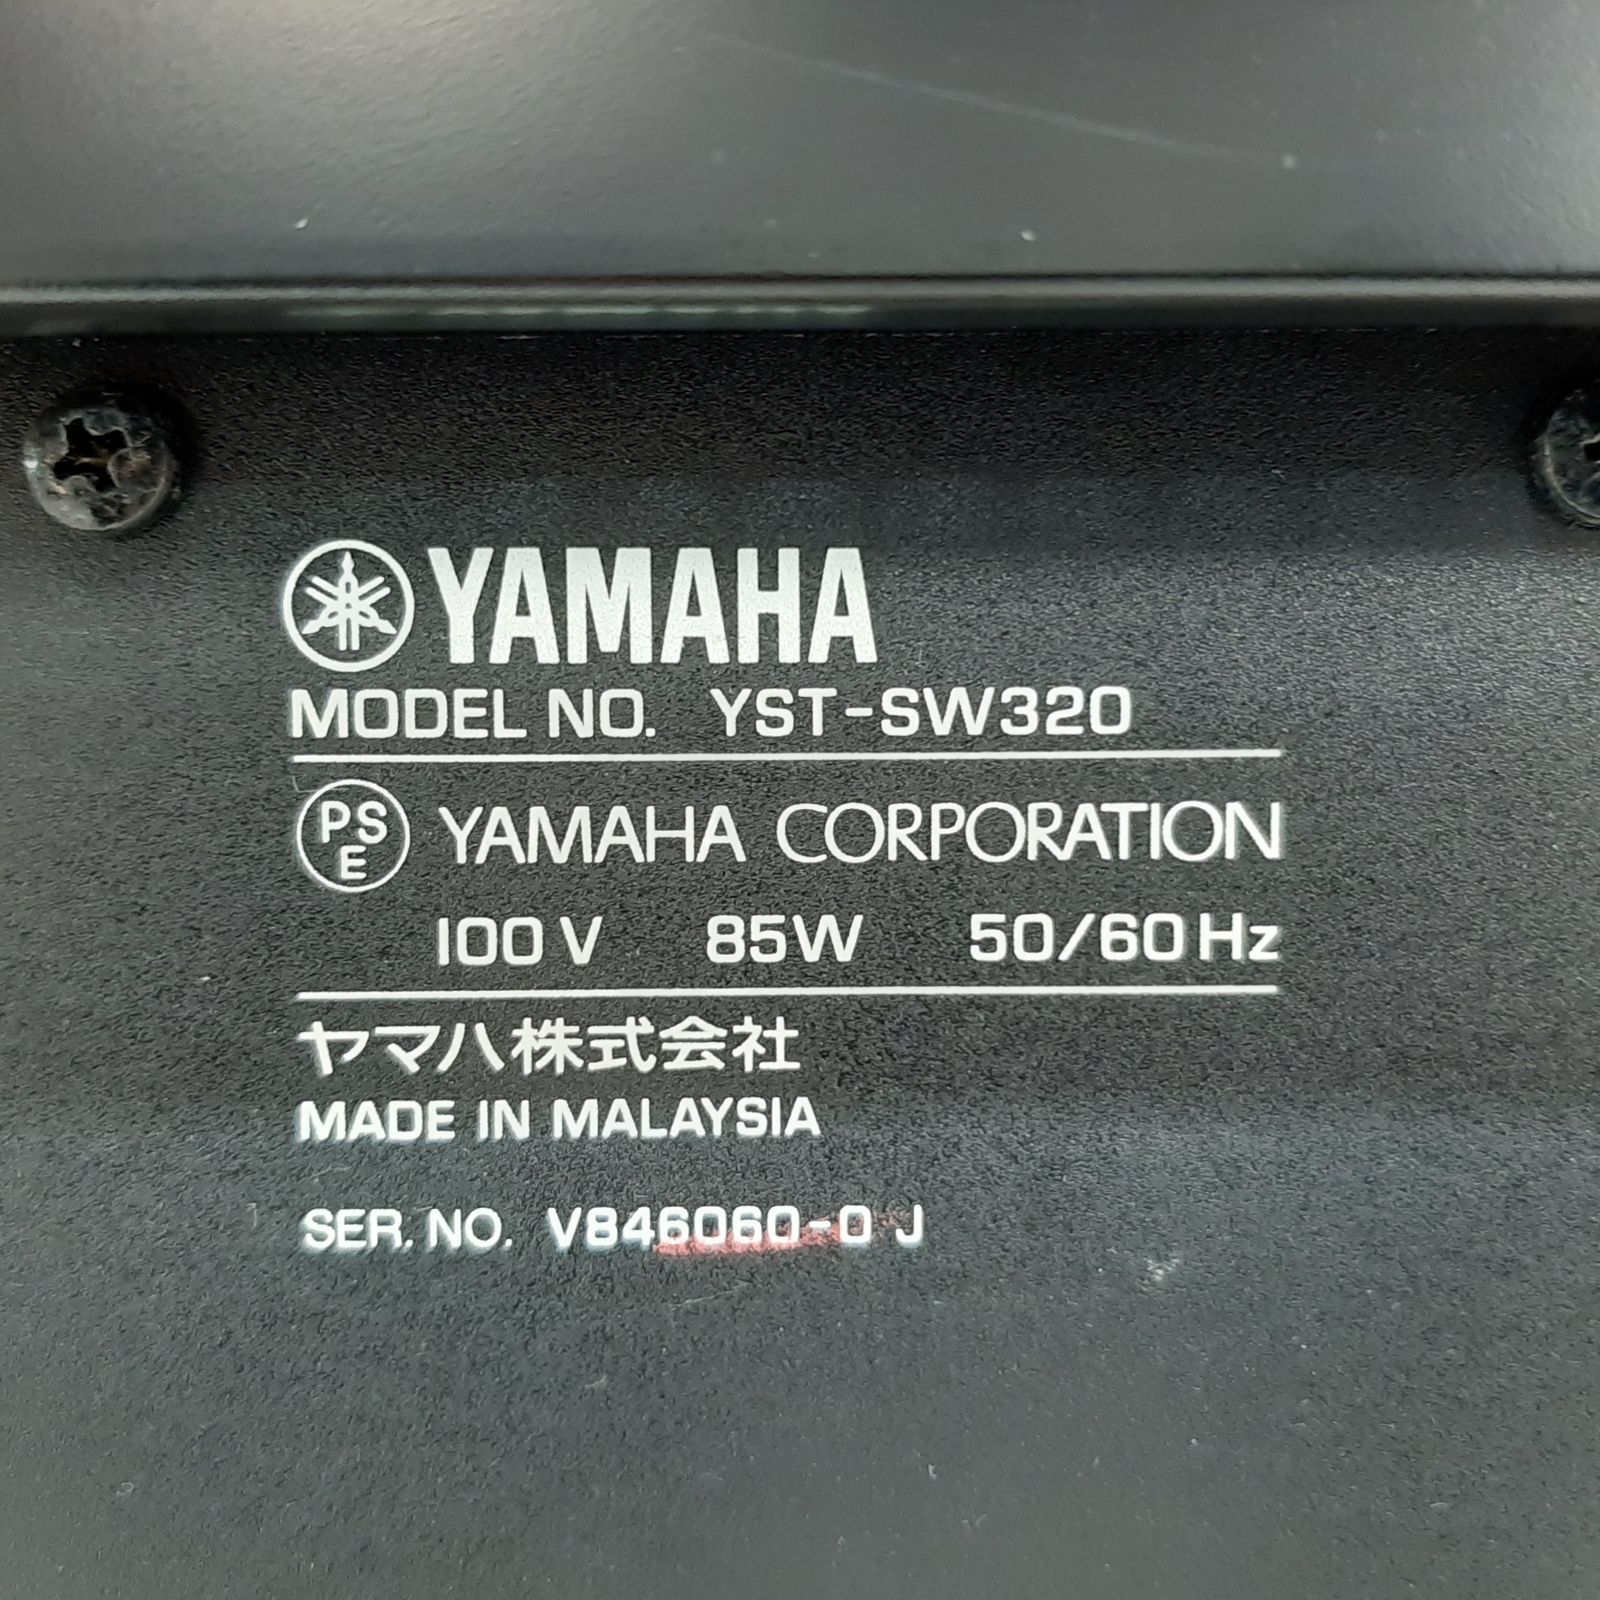 YAMAHA
MODEL NO. YST-SW320
PS
E
YAMAHA CORPORATION
100V 85W 50/60Hz
ヤマハ株式会社
MADE IN MALAYSIA
SER. NO. V846060-0 J